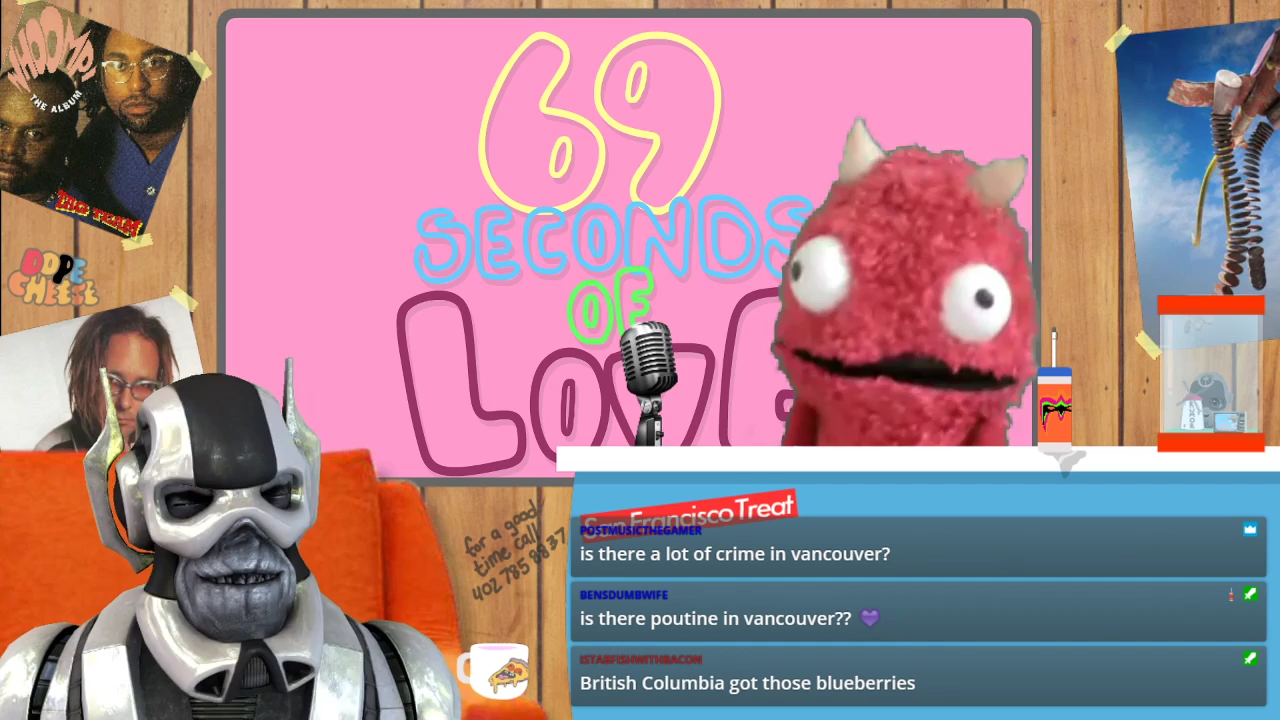 WHOOMP!
THE ALBUM
TAG TEAM
DOPE
CHEESE
69
SECONDS
OF
LOVE
for a good
time call
402 785 8837
San Francisco Treat
POSTMUSICTHEGAMER
is there a lot of crime in vancouver?
BENSDUMBWIFE
is there poutine in vancouver??
ISTABFISHWITHBACON
British Columbia got those blueberries